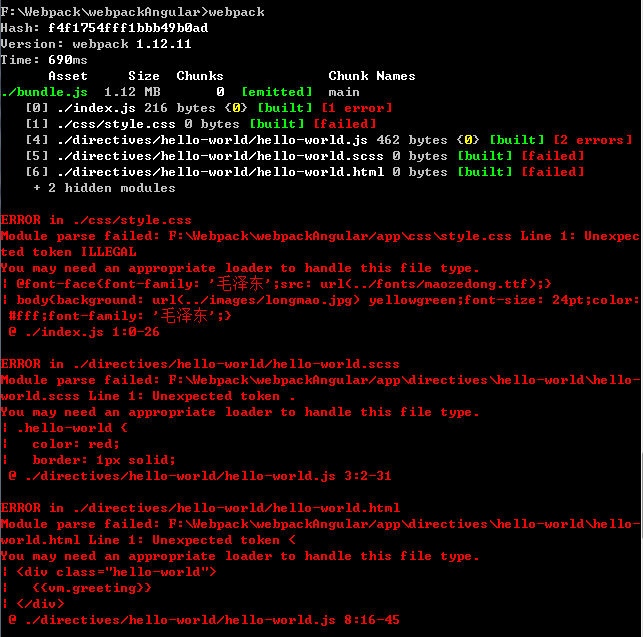 F:\Webpack\webpackAngular>webpack
Hash: f4f1754fff1bbb49b0ad
Version: webpack 1.12.11
Time: 690ms
Asset Size Chunks Chunk Names
./bundle.js 1.12 MB 0 [emitted] main
[0] ./index.js 216 bytes {0} [built] [1 error]
[1] ./css/style.css 0 bytes [built] [failed]
[4] ./directives/hello-world/hello-world.js 462 bytes {0} [built] [2 errors]
[5] ./directives/hello-world/hello-world.scss 0 bytes [built] [failed]
[6] ./directives/hello-world/hello-world.html 0 bytes [built] [failed]
+ 2 hidden modules
ERROR in ./css/style.css
Module parse failed: F:\Webpack\webpackAngular/app\css\style.css Line 1: Unexpec
ted token ILLEGAL
You may need an appropriate loader to handle this file type.
| @font-face{font-family: '毛泽东';src: url(../fonts/maozedong.ttf);}
| body{background: url(../images/longmao.jpg) yellowgreen;font-size: 24pt;color:
#fff;font-family: '毛泽东';}
@ ./index.js 1:0-26
ERROR in ./directives/hello-world/hello-world.scss
Module parse failed: F:\Webpack\webpackAngular/app\directives\hello-world\hello-
world.scss Line 1: Unexpected token .
You may need an appropriate loader to handle this file type.
| .hello-world {
| color: red;
| border: 1px solid;
@ ./directives/hello-world/hello-world.js 3:2-31
ERROR in ./directives/hello-world/hello-world.html
Module parse failed: F:\Webpack\webpackAngular/app\directives\hello-world\hello-
world.html Line 1: Unexpected token <
You may need an appropriate loader to handle this file type.
| <div class="hello-world">
| {{vm.greeting}}
| </div>
@ ./directives/hello-world/hello-world.js 8:16-45